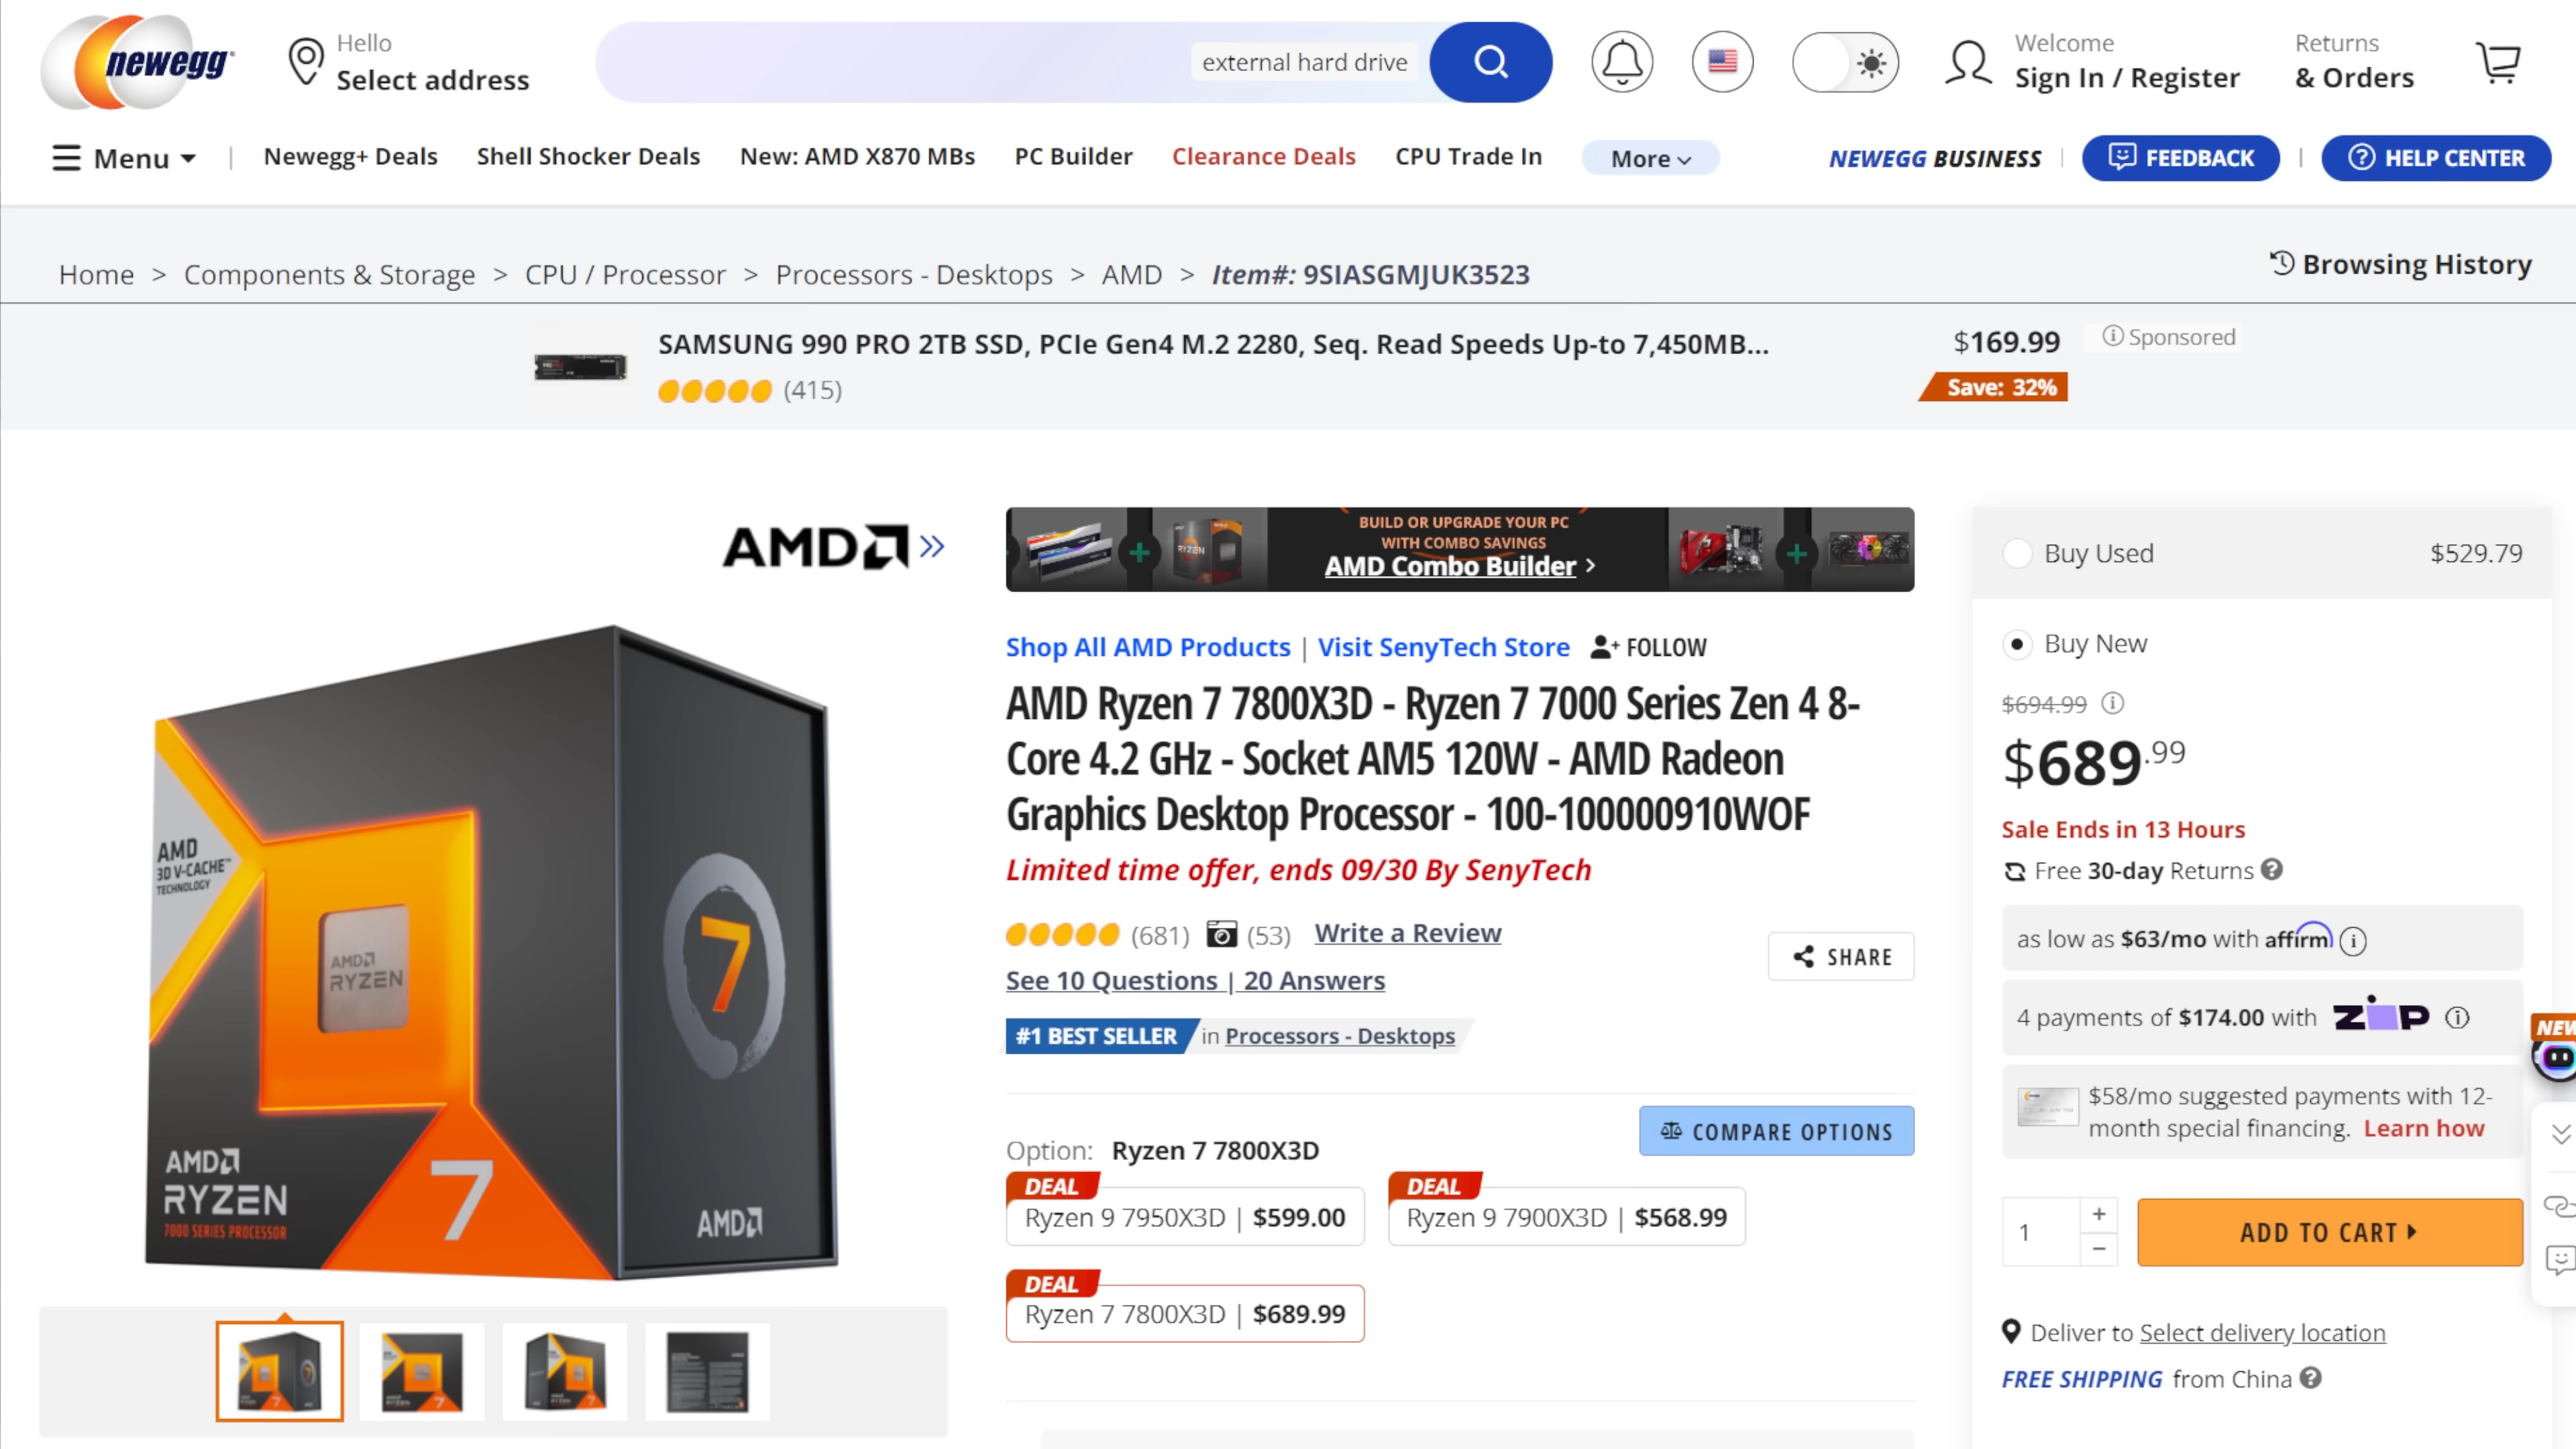 newegg
Hello
Select address
external hard drive
Welcome
Sign In / Register
Returns
& Orders
Menu
Newegg+ Deals
Shell Shocker Deals
New: AMD X870 MBs
PC Builder
Clearance Deals
CPU Trade In
More
NEWEGG BUSINESS
FEEDBACK
HELP CENTER
Home > Components & Storage > CPU / Processor > Processors - Desktops > AMD > Item#: 9SIASGMJUK3523
Browsing History
SAMSUNG 990 PRO 2TB SSD, PCIe Gen4 M.2 2280, Seq. Read Speeds Up-to 7,450MB...
(415)
$169.99
Sponsored
Save: 32%
AMD
BUILD OR UPGRADE YOUR PC
WITH COMBO SAVINGS
AMD Combo Builder
RYZEN
Shop All AMD Products | Visit SenyTech Store
FOLLOW
AMD Ryzen 7 7800X3D - Ryzen 7 7000 Series Zen 4 8-
Core 4.2 GHz - Socket AM5 120W - AMD Radeon
Graphics Desktop Processor - 100-100000910WOF
Limited time offer, ends 09/30 By SenyTech
(681)
(53)
Write a Review
See 10 Questions | 20 Answers
SHARE
#1 BEST SELLER in Processors - Desktops
Option: Ryzen 7 7800X3D
COMPARE OPTIONS
DEAL
Ryzen 9 7950X3D | $599.00
DEAL
Ryzen 9 7900X3D | $568.99
DEAL
Ryzen 7 7800X3D | $689.99
AMD
3D V-CACHE™
TECHNOLOGY
AMD
RYZEN
7
AMD
RYZEN
7000 SERIES PROCESSOR
7
AMD
Buy Used
$529.79
Buy New
$694.99
$689.99
Sale Ends in 13 Hours
Free 30-day Returns
as low as $63/mo with affirm
4 payments of $174.00 with ZIP
$58/mo suggested payments with 12-
month special financing. Learn how
1
ADD TO CART
Deliver to Select delivery location
FREE SHIPPING from China